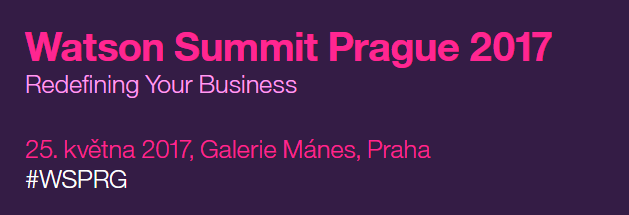 Watson Summit Prague 2017
Redefining Your Business
25. května 2017, Galerie Mánes, Praha
#WSPRG